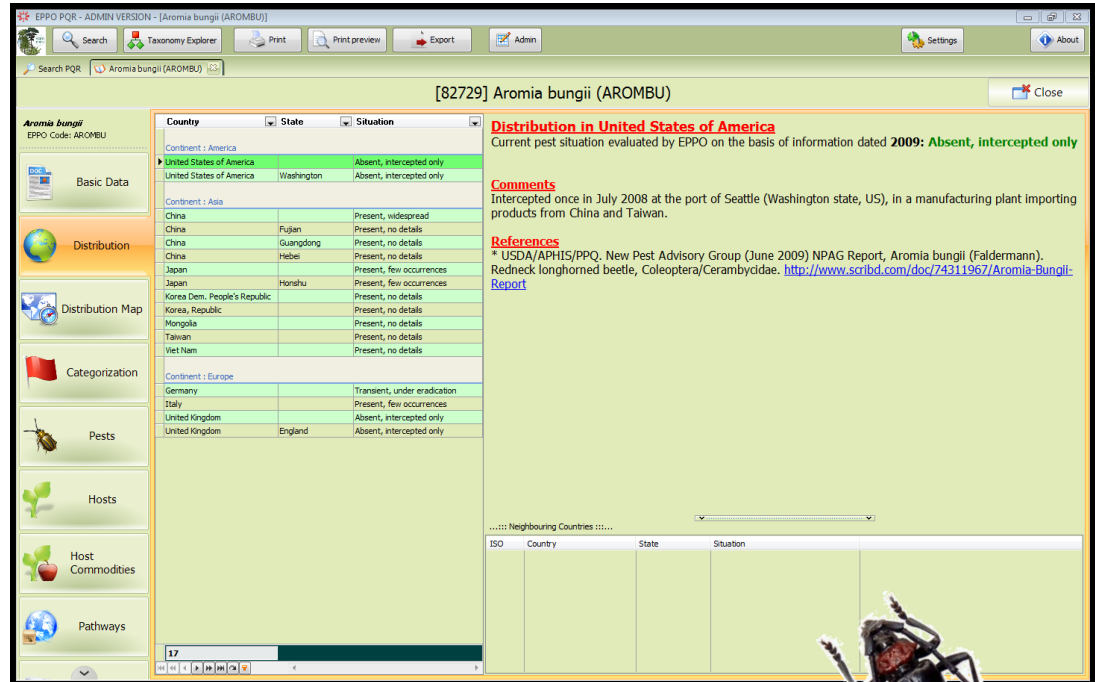 EPPO PQR - ADMIN VERSION - [Aromia bungii (AROMBU)]
Search Taxonomy Explorer Print Print preview Export Admin Settings About
Search PQR Aromia bungii (AROMBU)
[82729] Aromia bungii (AROMBU) Close
Aromia bungii
EPPO Code: AROMBU
DOC
Basic Data
Distribution
Distribution Map
Categorization
Pests
Hosts
Host
Commodities
Pathways
Country State Situation
Continent : America
United States of America Absent, intercepted only
United States of America Washington Absent, intercepted only
Continent : Asia
China Present, widespread
China Fujian Present, no details
China Guangdong Present, no details
China Hebei Present, no details
Japan Present, few occurrences
Japan Honshu Present, few occurrences
Korea Dem. People's Republic Present, no details
Korea, Republic Present, no details
Mongolia Present, no details
Taiwan Present, no details
Viet Nam Present, no details
Continent : Europe
Germany Transient, under eradication
Italy Present, few occurrences
United Kingdom Absent, intercepted only
United Kingdom England Absent, intercepted only
17
Distribution in United States of America
Current pest situation evaluated by EPPO on the basis of information dated 2009: Absent, intercepted only
Comments
Intercepted once in July 2008 at the port of Seattle (Washington state, US), in a manufacturing plant importing
products from China and Taiwan.
References
* USDA/APHIS/PPQ. New Pest Advisory Group (June 2009) NPAG Report, Aromia bungii (Faldermann).
Redneck longhorned beetle, Coleoptera/Cerambycidae. http://www.scribd.com/doc/74311967/Aromia-Bungii-
Report
...::: Neighbouring Countries :::...
ISO Country State Situation